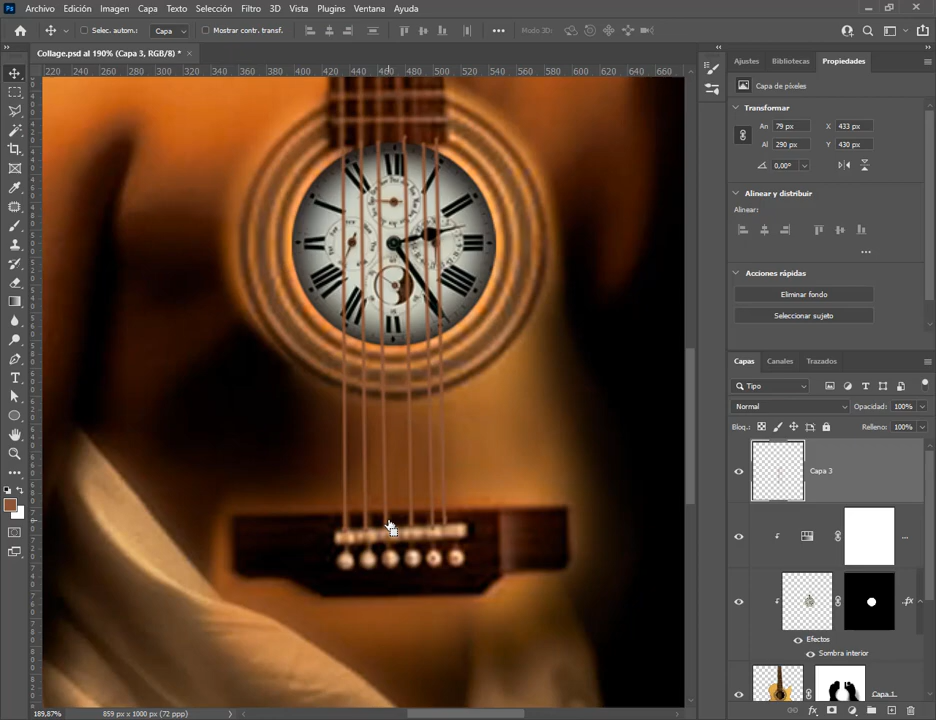 Ps Archivo Edición Imagen Capa Texto Selección Filtro 3D Vista Plugins Ventana Ayuda
Selec. autom.: Capa Mostrar contr. transf. ••• Modo 3D:
Collage.psd al 190% (Capa 3, RGB/8) * ×
220 240 260 280 300 320 340 360 380 400 420 440 460 480 500 520 540 560 580 600 620 640 660
Ajustes Bibliotecas Propiedades
Capa de píxeles
Transformar
An 79 px X 433 px
Al 290 px Y 430 px
0,00°
Alinear y distribuir
Alinear:
•••
Acciones rápidas
Eliminar fondo
Seleccionar sujeto
Capas Canales Trazados
Tipo
Normal Opacidad: 100%
Bloq.: Relleno: 100%
Capa 3
...
fx
Efectos
Sombra interior
Capa 1
189,87% 859 px x 1000 px (72 ppp)
fx